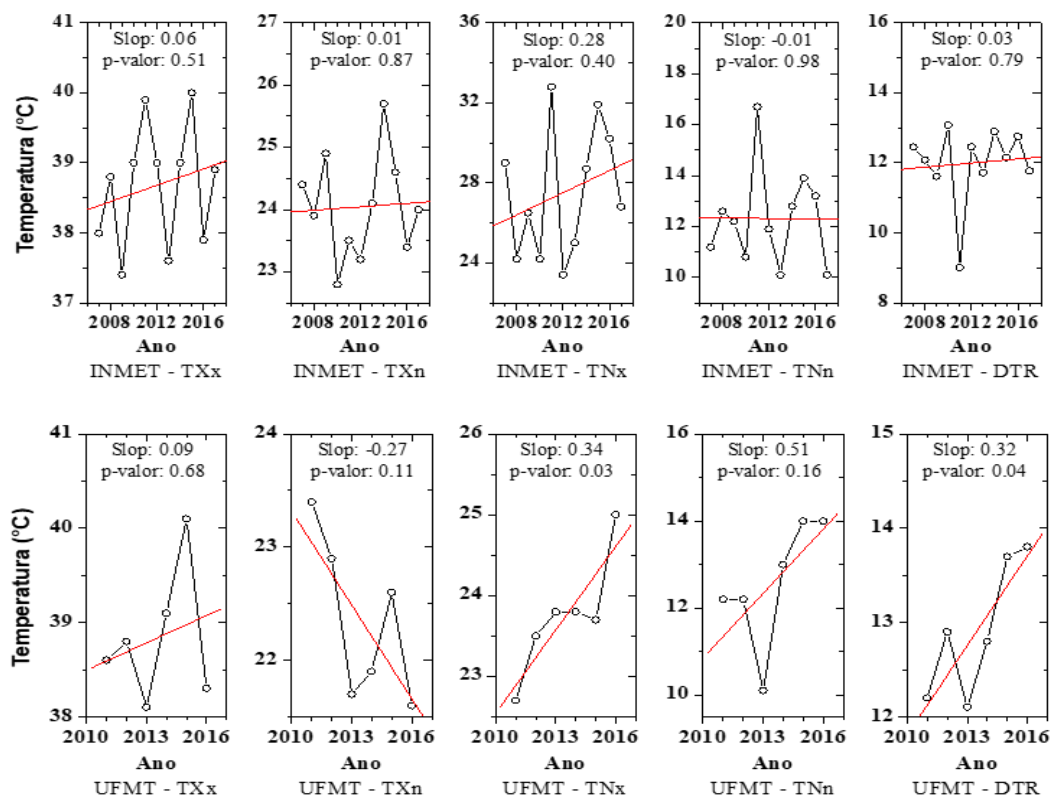 Temperatura (°C)
Slop: 0.06
p-valor: 0.51
41
40
39
38
37
2008 2012 2016
Ano
INMET - TXx
Slop: 0.01
p-valor: 0.87
27
26
25
24
23
2008 2012 2016
Ano
INMET - TXn
Slop: 0.28
p-valor: 0.40
36
32
28
24
2008 2012 2016
Ano
INMET - TNx
Slop: -0.01
p-valor: 0.98
20
18
16
14
12
10
2008 2012 2016
Ano
INMET - TNn
Slop: 0.03
p-valor: 0.79
16
14
12
10
8
2008 2012 2016
Ano
INMET - DTR
Temperatura (°C)
Slop: 0.09
p-valor: 0.68
41
40
39
38
2010 2013 2016
Ano
UFMT - TXx
Slop: -0.27
p-valor: 0.11
24
23
22
2010 2013 2016
Ano
UFMT - TXn
Slop: 0.34
p-valor: 0.03
26
25
24
23
2010 2013 2016
Ano
UFMT - TNx
Slop: 0.51
p-valor: 0.16
16
14
12
10
2010 2013 2016
Ano
UFMT - TNn
Slop: 0.32
p-valor: 0.04
15
14
13
12
2010 2013 2016
Ano
UFMT - DTR